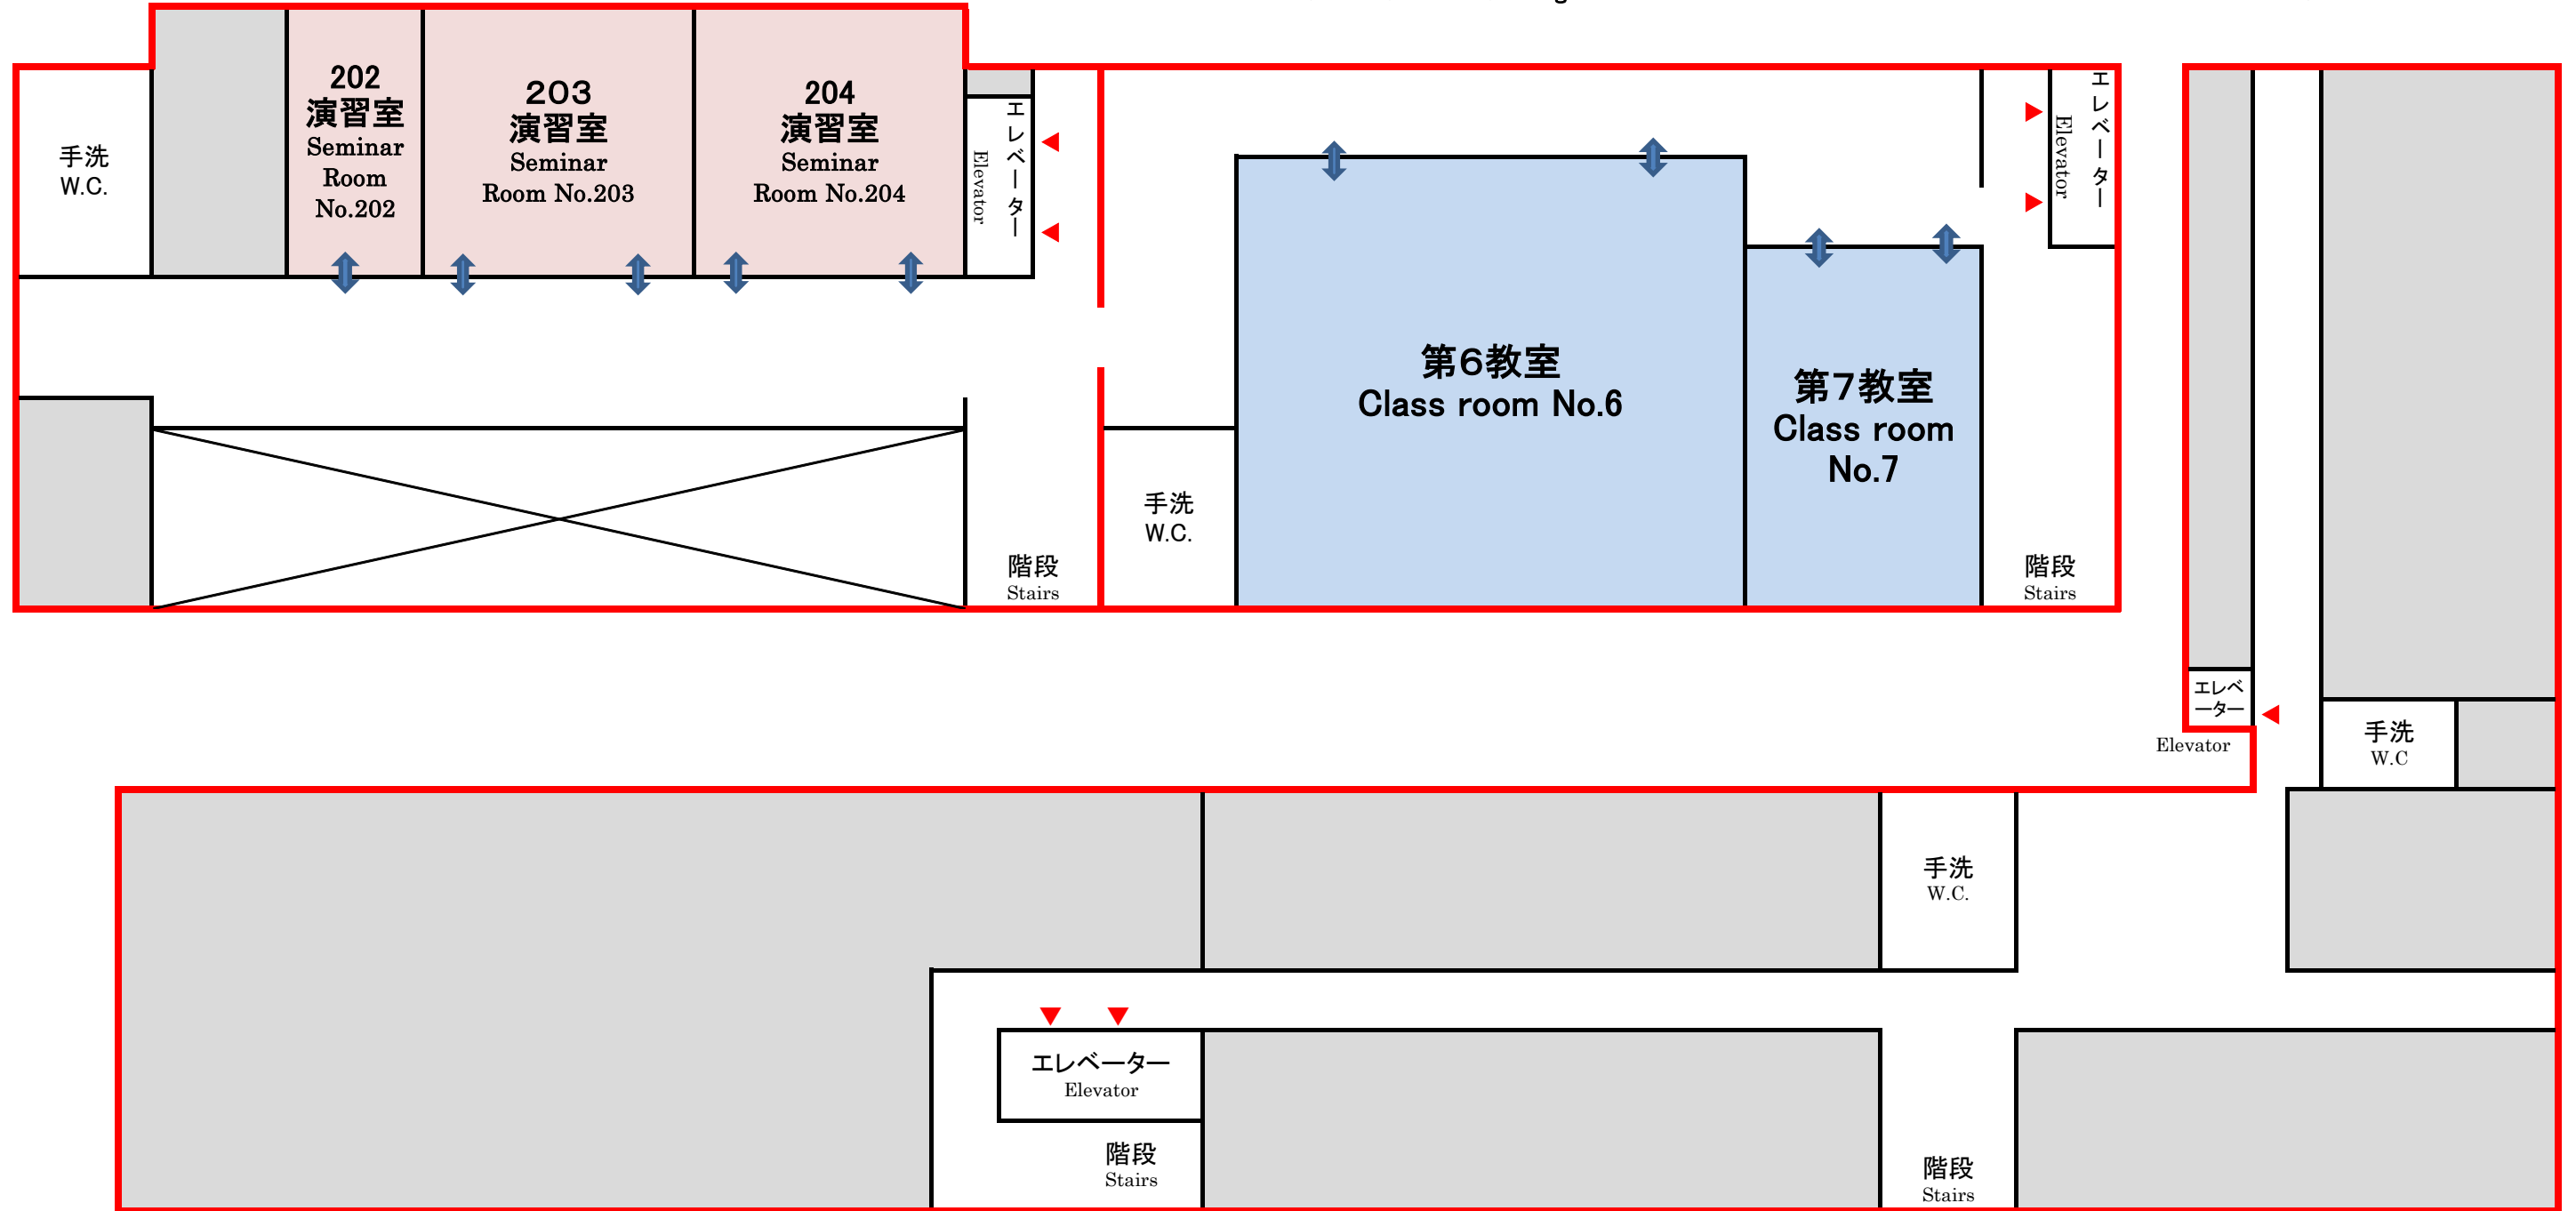 202
演習室
Seminar
Room
No.202
203
演習室
Seminar
Room No.203
204
演習室
Seminar
Room No.204
手洗
W.C.
エレベーター
Elevator
エレベーター
Elevator
第6教室
Class room No.6
第7教室
Class room
No.7
手洗
W.C.
階段
Stairs
階段
Stairs
エレベ
ーター
Elevator
手洗
W.C
手洗
W.C.
エレベーター
Elevator
階段
Stairs
階段
Stairs